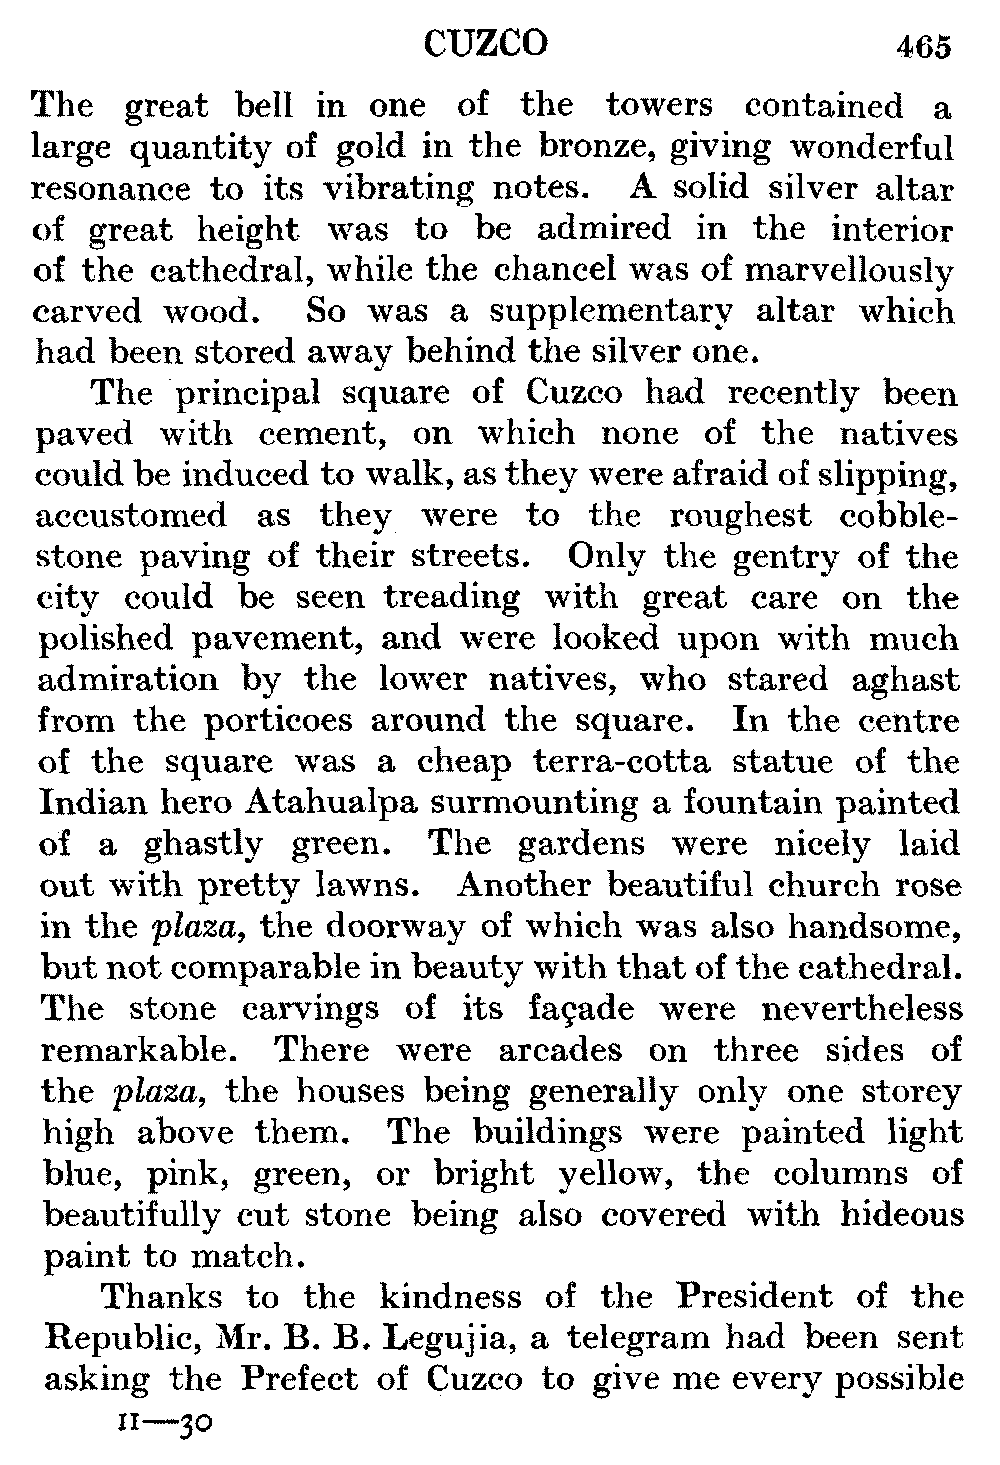 CUZCO 465
The great bell in one of the towers contained a
large quantity of gold in the bronze, giving wonderful
resonance to its vibrating notes. A solid silver altar
of great height was to be admired in the interior
of the cathedral, while the chancel was of marvellously
carved wood. So was a supplementary altar which
had been stored away behind the silver one.
The principal square of Cuzco had recently been
paved with cement, on which none of the natives
could be induced to walk, as they were afraid of slipping,
accustomed as they were to the roughest cobble-
stone paving of their streets. Only the gentry of the
city could be seen treading with great care on the
polished pavement, and were looked upon with much
admiration by the lower natives, who stared aghast
from the porticoes around the square. In the centre
of the square was a cheap terra-cotta statue of the
Indian hero Atahualpa surmounting a fountain painted
of a ghastly green. The gardens were nicely laid
out with pretty lawns. Another beautiful church rose
in the plaza, the doorway of which was also handsome,
but not comparable in beauty with that of the cathedral.
The stone carvings of its façade were nevertheless
remarkable. There were arcades on three sides of
the plaza, the houses being generally only one storey
high above them. The buildings were painted light
blue, pink, green, or bright yellow, the columns of
beautifully cut stone being also covered with hideous
paint to match.
Thanks to the kindness of the President of the
Republic, Mr. B. B. Legujia, a telegram had been sent
asking the Prefect of Cuzco to give me every possible
II—30